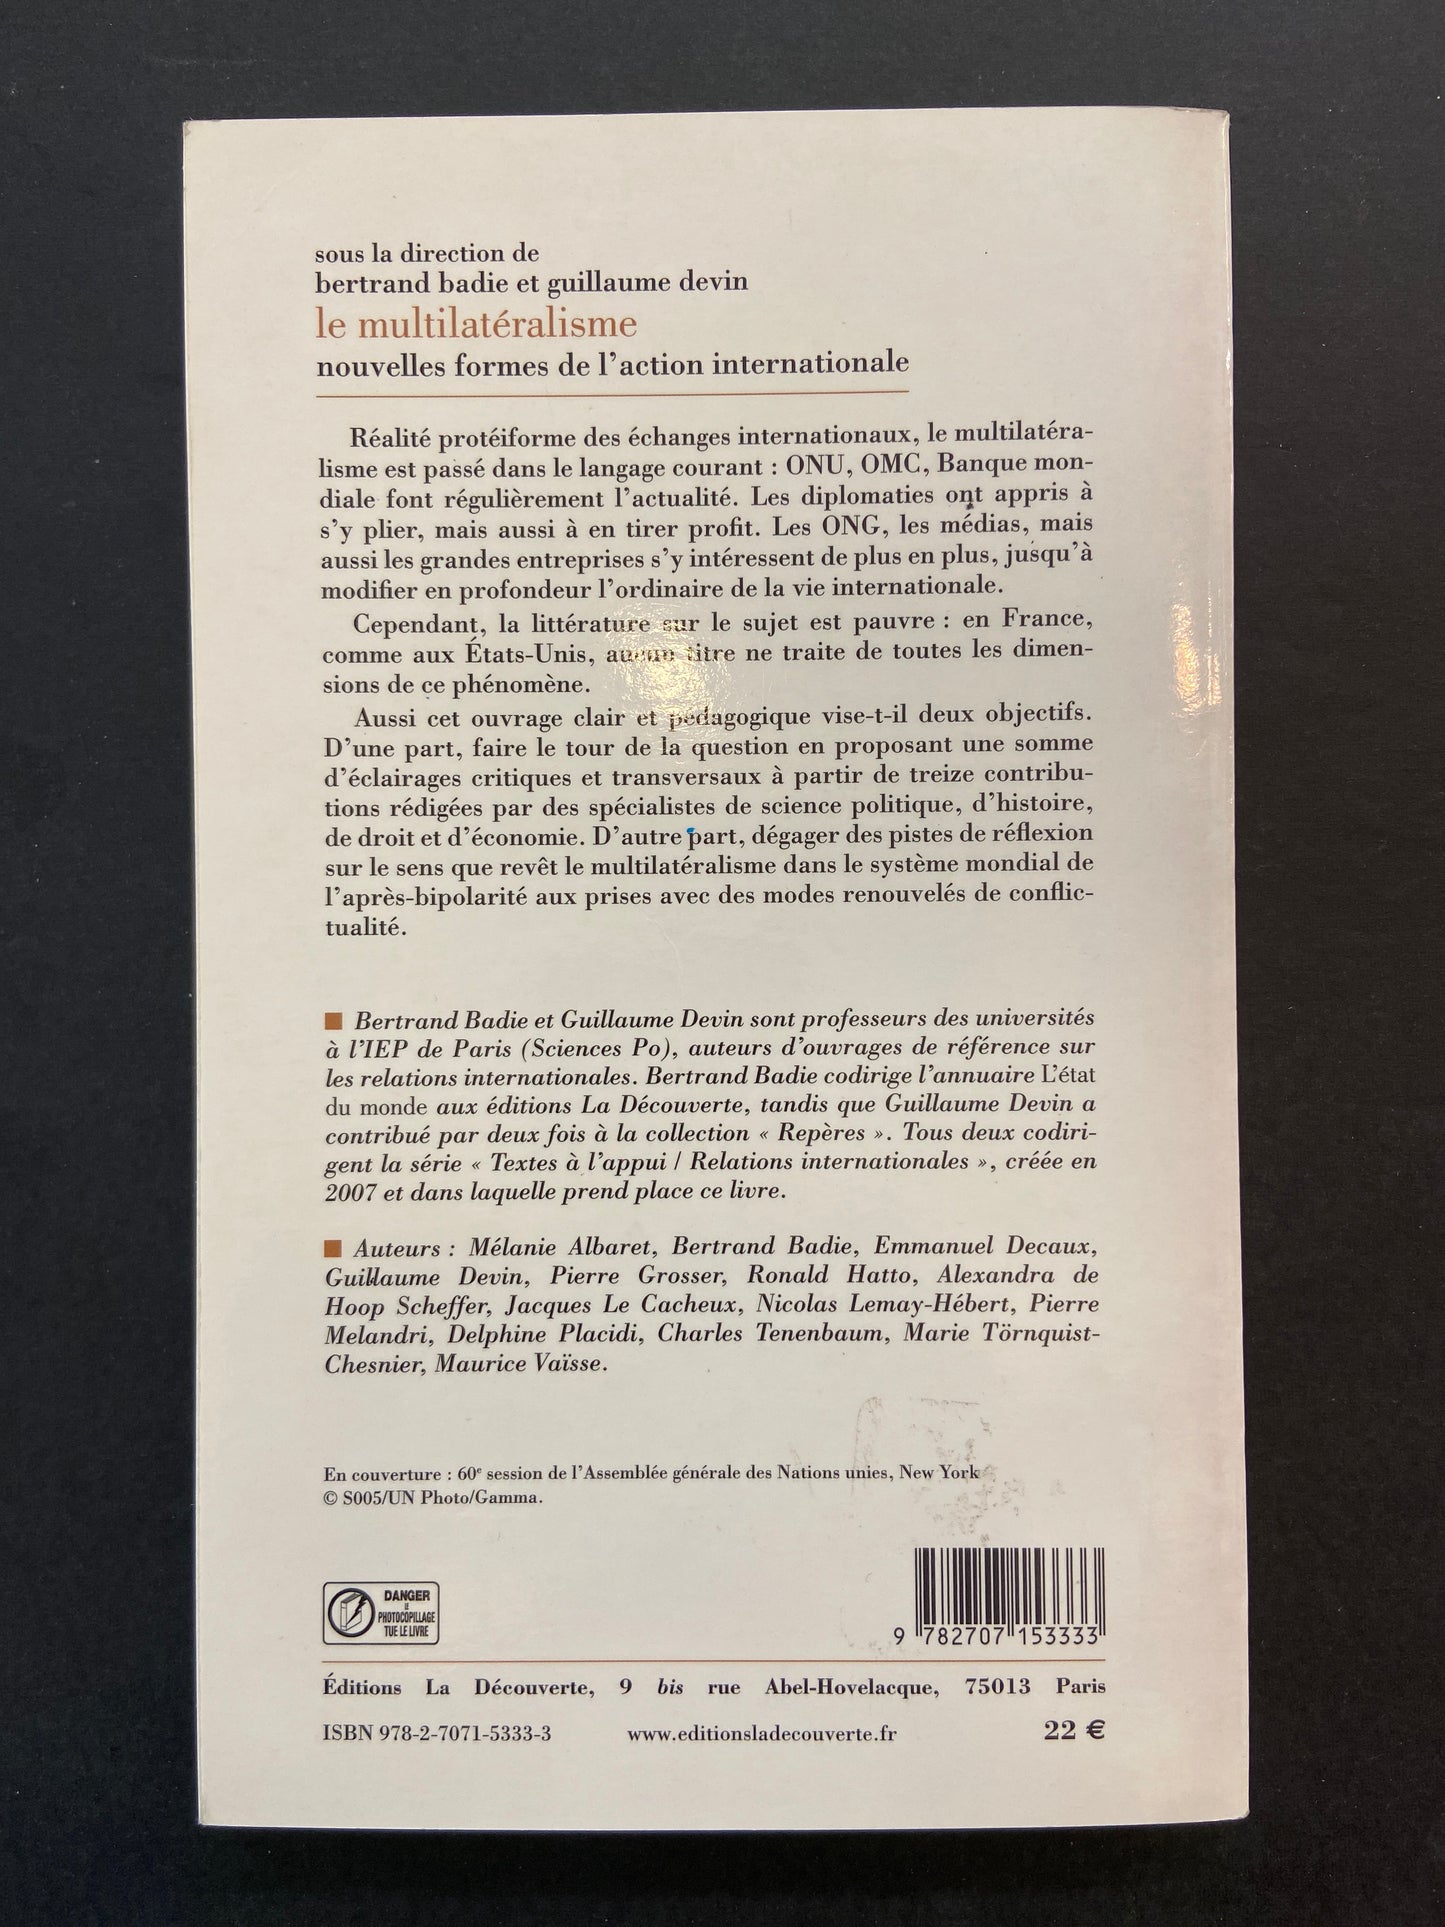 sous la direction de
bertrand badie et guillaume devin
le multilatéralisme
nouvelles formes de l'action internationale
Réalité protéiforme des échanges internationaux, le multilatéra-
lisme est passé dans le langage courant : ONU, OMC, Banque mon-
diale font régulièrement l'actualité. Les diplomaties ont appris à
s'y plier, mais aussi à en tirer profit. Les ONG, les médias, mais
aussi les grandes entreprises s'y intéressent de plus en plus, jusqu'à
modifier en profondeur l'ordinaire de la vie internationale.
Cependant, la littérature sur le sujet est pauvre : en France,
comme aux États-Unis, aucun titre ne traite de toutes les dimen-
sions de ce phénomène.
Aussi cet ouvrage clair et pédagogique vise-t-il deux objectifs.
D'une part, faire le tour de la question en proposant une somme
d'éclairages critiques et transversaux à partir de treize contribu-
tions rédigées par des spécialistes de science politique, d'histoire,
de droit et d'économie. D'autre part, dégager des pistes de réflexion
sur le sens que revêt le multilatéralisme dans le système mondial de
l'après-bipolarité aux prises avec des modes renouvelés de conflic-
tualité.
■ Bertrand Badie et Guillaume Devin sont professeurs des universités
à l'IEP de Paris (Sciences Po), auteurs d'ouvrages de référence sur
les relations internationales. Bertrand Badie codirige l'annuaire L'état
du monde aux éditions La Découverte, tandis que Guillaume Devin a
contribué par deux fois à la collection « Repères ». Tous deux codiri-
gent la série « Textes à l'appui / Relations internationales », créée en
2007 et dans laquelle prend place ce livre.
■ Auteurs : Mélanie Albaret, Bertrand Badie, Emmanuel Decaux,
Guillaume Devin, Pierre Grosser, Ronald Hatto, Alexandra de
Hoop Scheffer, Jacques Le Cacheux, Nicolas Lemay-Hébert, Pierre
Melandri, Delphine Placidi, Charles Tenenbaum, Marie Törnquist-
Chesnier, Maurice Vaïsse.
En couverture : 60e session de l'Assemblée générale des Nations unies, New York
© S005/UN Photo/Gamma.
DANGER
LE
PHOTOCOPILLAGE
TUE LE LIVRE
9 782707 153333
Éditions La Découverte, 9 bis rue Abel-Hovelacque, 75013 Paris
ISBN 978-2-7071-5333-3 www.editionsladecouverte.fr 22 €